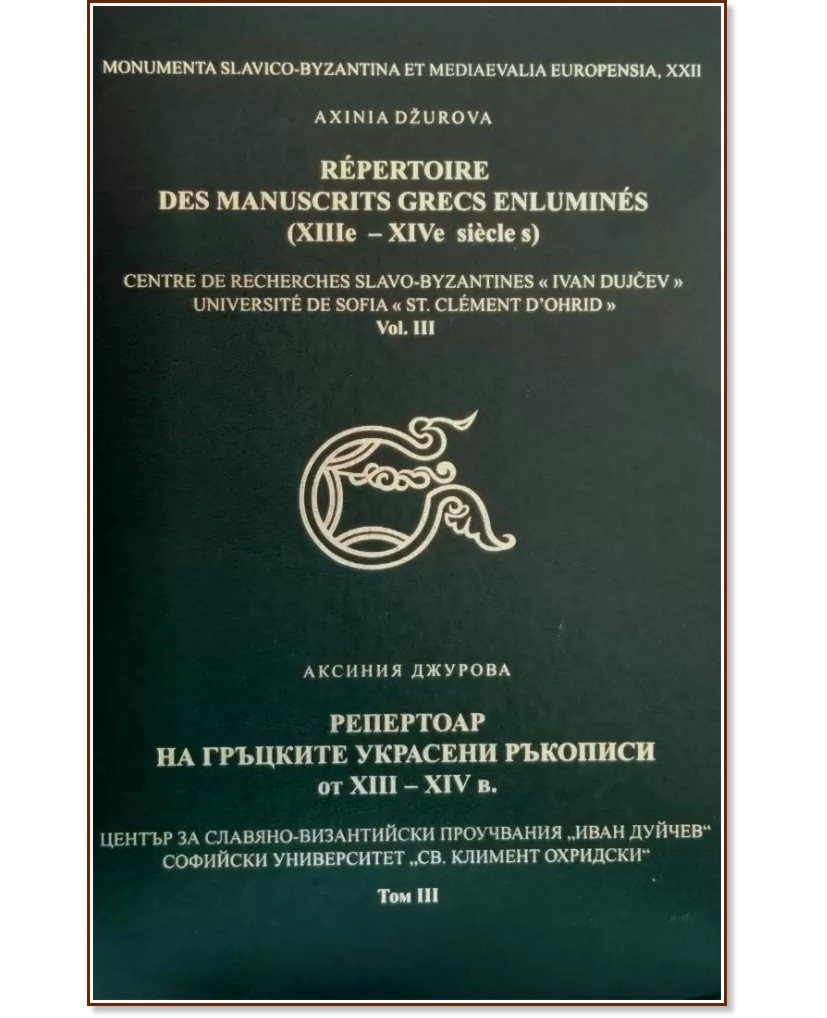 MONUMENTA SLAVICO-BYZANTINA ET MEDIAEVALIA EUROPENSIA, XXII
AXINIA DŽUROVA
RÉPERTOIRE
DES MANUSCRITS GRECS ENLUMINÉS
(XIIIe – XIVe siècle s)
CENTRE DE RECHERCHES SLAVO-BYZANTINES « IVAN DUJČEV »
UNIVERSITÉ DE SOFIA « ST. CLÉMENT D'OHRID »
Vol. III
АКСИНИЯ ДЖУРОВА
РЕПЕРТОАР
НА ГРЪЦКИТЕ УКРАСЕНИ РЪКОПИСИ
от XIII – XIV в.
ЦЕНТЪР ЗА СЛАВЯНО-ВИЗАНТИЙСКИ ПРОУЧВАНИЯ „ИВАН ДУЙЧЕВ“
СОФИЙСКИ УНИВЕРСИТЕТ „СВ. КЛИМЕНТ ОХРИДСКИ“
Том III